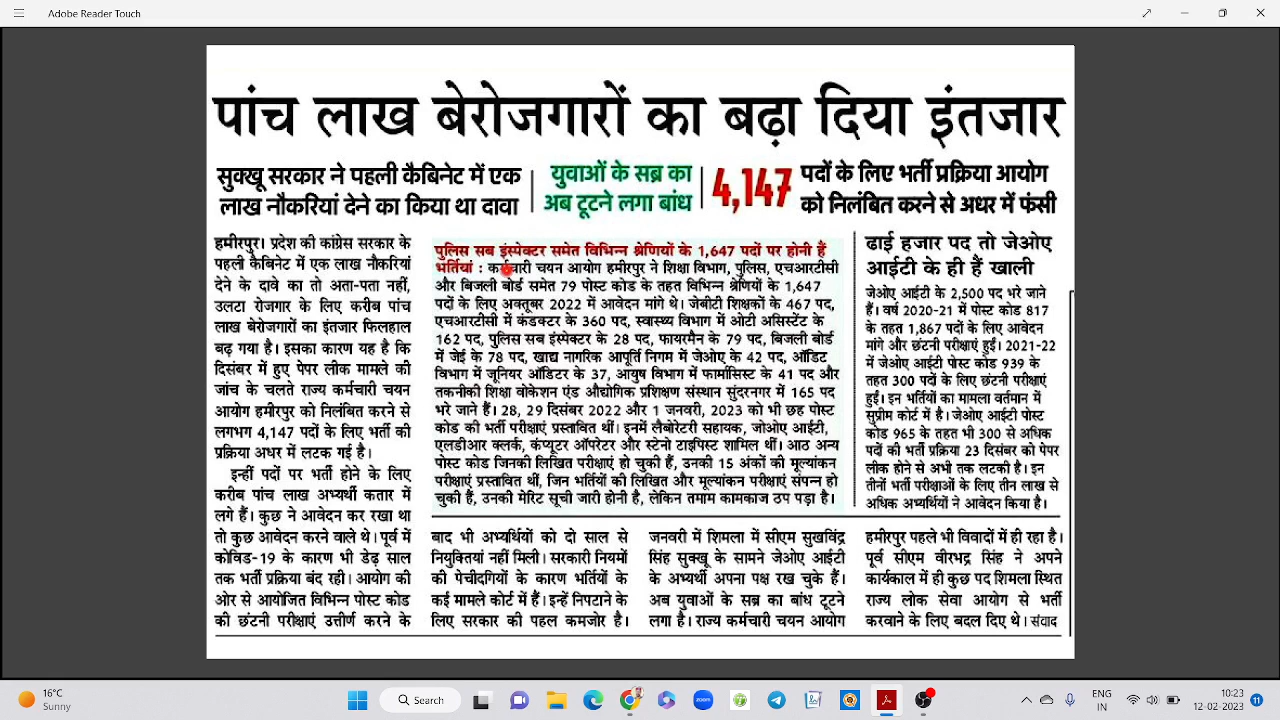 Adobe Reader Touch
पांच लाख बेरोजगारों का बढ़ा दिया इंतजार
सुक्खू सरकार ने पहली कैबिनेट में एक
लाख नौकरियां देने का किया था दावा
युवाओं के सब्र का
अब टूटने लगा बांध
4,147
पदों के लिए भर्ती प्रक्रिया आयोग
को निलंबित करने से अधर में फंसी
हमीरपुर। प्रदेश की कांग्रेस सरकार के
पहली कैबिनेट में एक लाख नौकरियां
देने के दावे का तो अता-पता नहीं,
उलटा रोजगार के लिए करीब पांच
लाख बेरोजगारों का इंतजार फिलहाल
बढ़ गया है। इसका कारण यह है कि
दिसंबर में हुए पेपर लीक मामले की
जांच के चलते राज्य कर्मचारी चयन
आयोग हमीरपुर को निलंबित करने से
लगभग 4,147 पदों के लिए भर्ती की
प्रक्रिया अधर में लटक गई है।
इन्हीं पदों पर भर्ती होने के लिए
करीब पांच लाख अभ्यर्थी कतार में
लगे हैं। कुछ ने आवेदन कर रखा था
तो कुछ आवेदन करने वाले थे। पूर्व में
कोविड-19 के कारण भी डेढ़ साल
तक भर्ती प्रक्रिया बंद रही। आयोग की
ओर से आयोजित विभिन्न पोस्ट कोड
की छंटनी परीक्षाएं उत्तीर्ण करने के
पुलिस सब इंस्पेक्टर समेत विभिन्न श्रेणियों के 1,647 पदों पर होनी हैं
भर्तियां : कर्मचारी चयन आयोग हमीरपुर ने शिक्षा विभाग, पुलिस, एचआरटीसी
और बिजली बोर्ड समेत 79 पोस्ट कोड के तहत विभिन्न श्रेणियों के 1,647
पदों के लिए अक्तूबर 2022 में आवेदन मांगे थे। जेबीटी शिक्षकों के 467 पद,
एचआरटीसी में कंडक्टर के 360 पद, स्वास्थ्य विभाग में ओटी असिस्टेंट के
162 पद, पुलिस सब इंस्पेक्टर के 28 पद, फायरमैन के 79 पद, बिजली बोर्ड
में जेई के 78 पद, खाद्य नागरिक आपूर्ति निगम में जेओए के 42 पद, ऑडिट
विभाग में जूनियर ऑडिटर के 37, आयुष विभाग में फार्मासिस्ट के 41 पद और
तकनीकी शिक्षा वोकेशन एंड औद्योगिक प्रशिक्षण संस्थान सुंदरनगर में 165 पद
भरे जाने हैं। 28, 29 दिसंबर 2022 और 1 जनवरी, 2023 को भी छह पोस्ट
कोड की भर्ती परीक्षाएं प्रस्तावित थीं। इनमें लैबोरेटरी सहायक, जोओए आईटी,
एलडीआर क्लर्क, कंप्यूटर ऑपरेटर और स्टेनो टाइपिस्ट शामिल थीं। आठ अन्य
पोस्ट कोड जिनकी लिखित परीक्षाएं हो चुकी हैं, उनकी 15 अंकों की मूल्यांकन
परीक्षाएं प्रस्तावित थीं, जिन भर्तियों की लिखित और मूल्यांकन परीक्षाएं संपन्न हो
चुकी हैं, उनकी मेरिट सूची जारी होनी है, लेकिन तमाम कामकाज ठप पड़ा है।
ढाई हजार पद तो जेओए
आईटी के ही हैं खाली
जेओए आईटी के 2,500 पद भरे जाने
हैं। वर्ष 2020-21 में पोस्ट कोड 817
के तहत 1,867 पदों के लिए आवेदन
मांगे और छंटनी परीक्षाएं हुईं। 2021-22
में जेओए आईटी पोस्ट कोड 939 के
तहत 300 पदों के लिए छंटनी परीक्षाएं
हुईं। इन भर्तियों का मामला वर्तमान में
सुप्रीम कोर्ट में है। जेओए आईटी पोस्ट
कोड 965 के तहत भी 300 से अधिक
पदों की भर्ती प्रक्रिया 23 दिसंबर को पेपर
लीक होने से अभी तक लटकी है। इन
तीनों भर्ती परीक्षाओं के लिए तीन लाख से
अधिक अभ्यर्थियों ने आवेदन किया है।
बाद भी अभ्यर्थियों को दो साल से
नियुक्तियां नहीं मिली। सरकारी नियमों
की पेचीदगियों के कारण भर्तियों के
कई मामले कोर्ट में हैं। इन्हें निपटाने के
लिए सरकार की पहल कमजोर है।
जनवरी में शिमला में सीएम सुखविंद्र
सिंह सुक्खू के सामने जेओए आईटी
के अभ्यर्थी अपना पक्ष रख चुके हैं।
अब युवाओं के सब्र का बांध टूटने
लगा है। राज्य कर्मचारी चयन आयोग
हमीरपुर पहले भी विवादों में ही रहा है।
पूर्व सीएम वीरभद्र सिंह ने अपने
कार्यकाल में ही कुछ पद शिमला स्थित
राज्य लोक सेवा आयोग से भर्ती
करवाने के लिए बदल दिए थे। संवाद
16°C
Sunny
Search
zoom
ENG
IN
10:23
12-02-2023
11